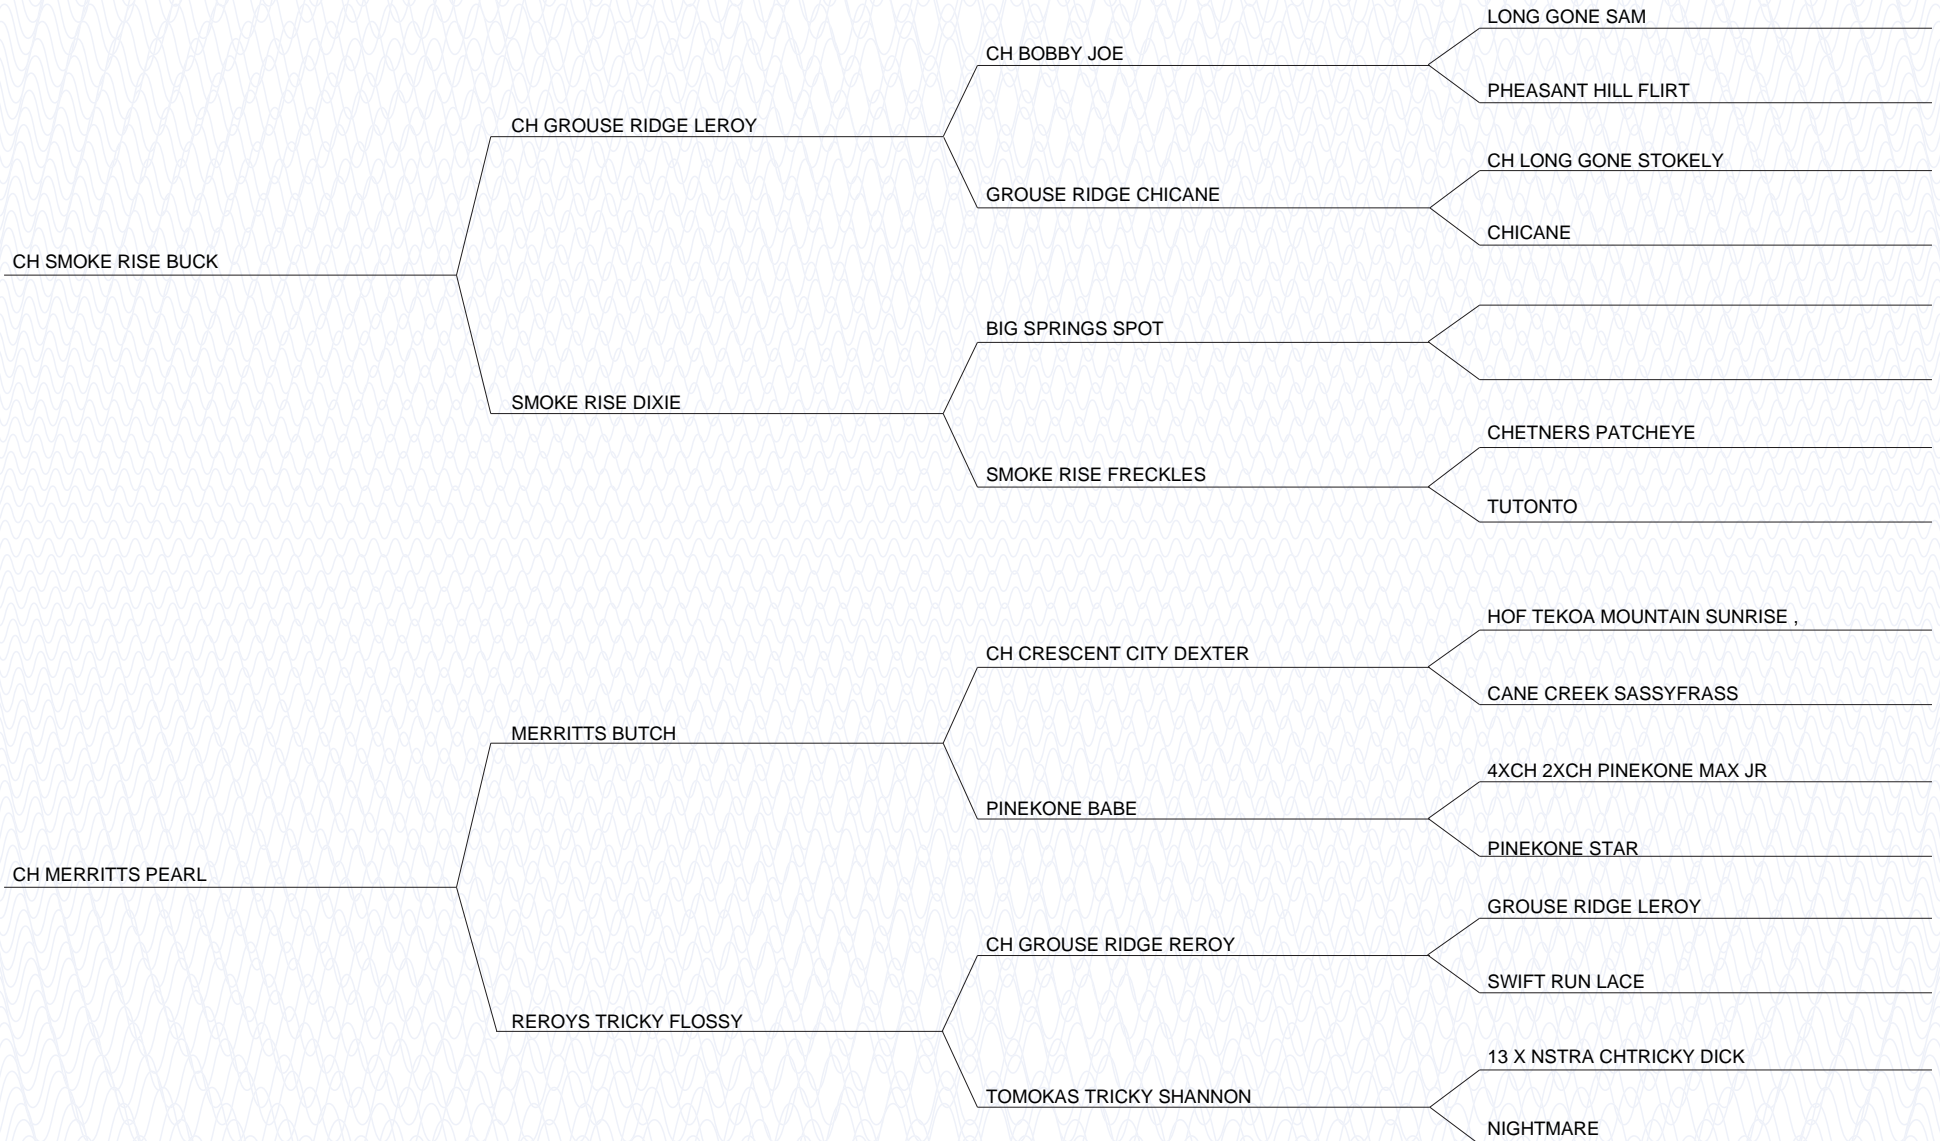 LONG GONE SAM
CH BOBBY JOE
PHEASANT HILL FLIRT
CH GROUSE RIDGE LEROY
CH LONG GONE STOKELY
GROUSE RIDGE CHICANE
CHICANE
CH SMOKE RISE BUCK
BIG SPRINGS SPOT
SMOKE RISE DIXIE
CHETNERS PATCHEYE
SMOKE RISE FRECKLES
TUTONTO
HOF TEKOA MOUNTAIN SUNRISE ,
CH CRESCENT CITY DEXTER
CANE CREEK SASSYFRASS
MERRITTS BUTCH
4XCH 2XCH PINEKONE MAX JR
PINEKONE BABE
PINEKONE STAR
CH MERRITTS PEARL
GROUSE RIDGE LEROY
CH GROUSE RIDGE REROY
SWIFT RUN LACE
REROYS TRICKY FLOSSY
13 X NSTRA CHTRICKY DICK
TOMOKAS TRICKY SHANNON
NIGHTMARE